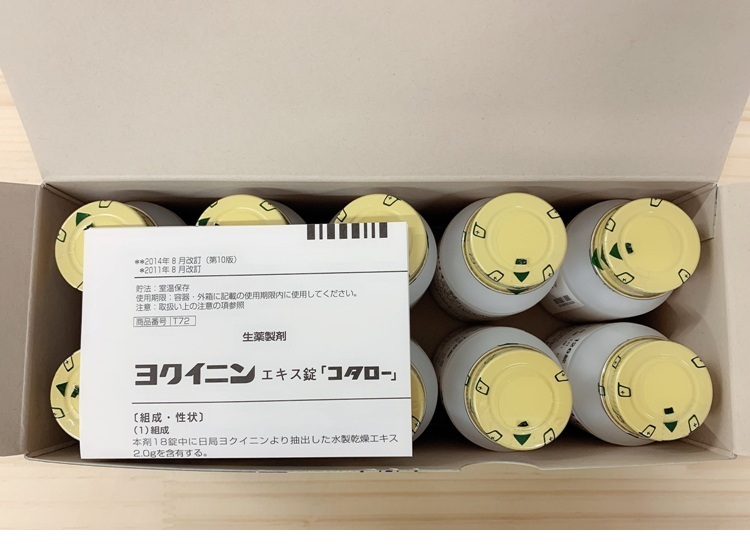 **2014年8月改訂（第10版）
*2011年8月改訂
貯法：室温保存
使用期限：容器・外箱に記載の使用期限内に使用してください。
注意：取扱い上の注意の項参照
商品番号 T72
生薬製剤
ヨクイニン エキス錠「コタロー」
〔組成・性状〕
(1) 組成
本剤18錠中に日局ヨクイニンより抽出した水製乾燥エキス
2.0gを含有する。